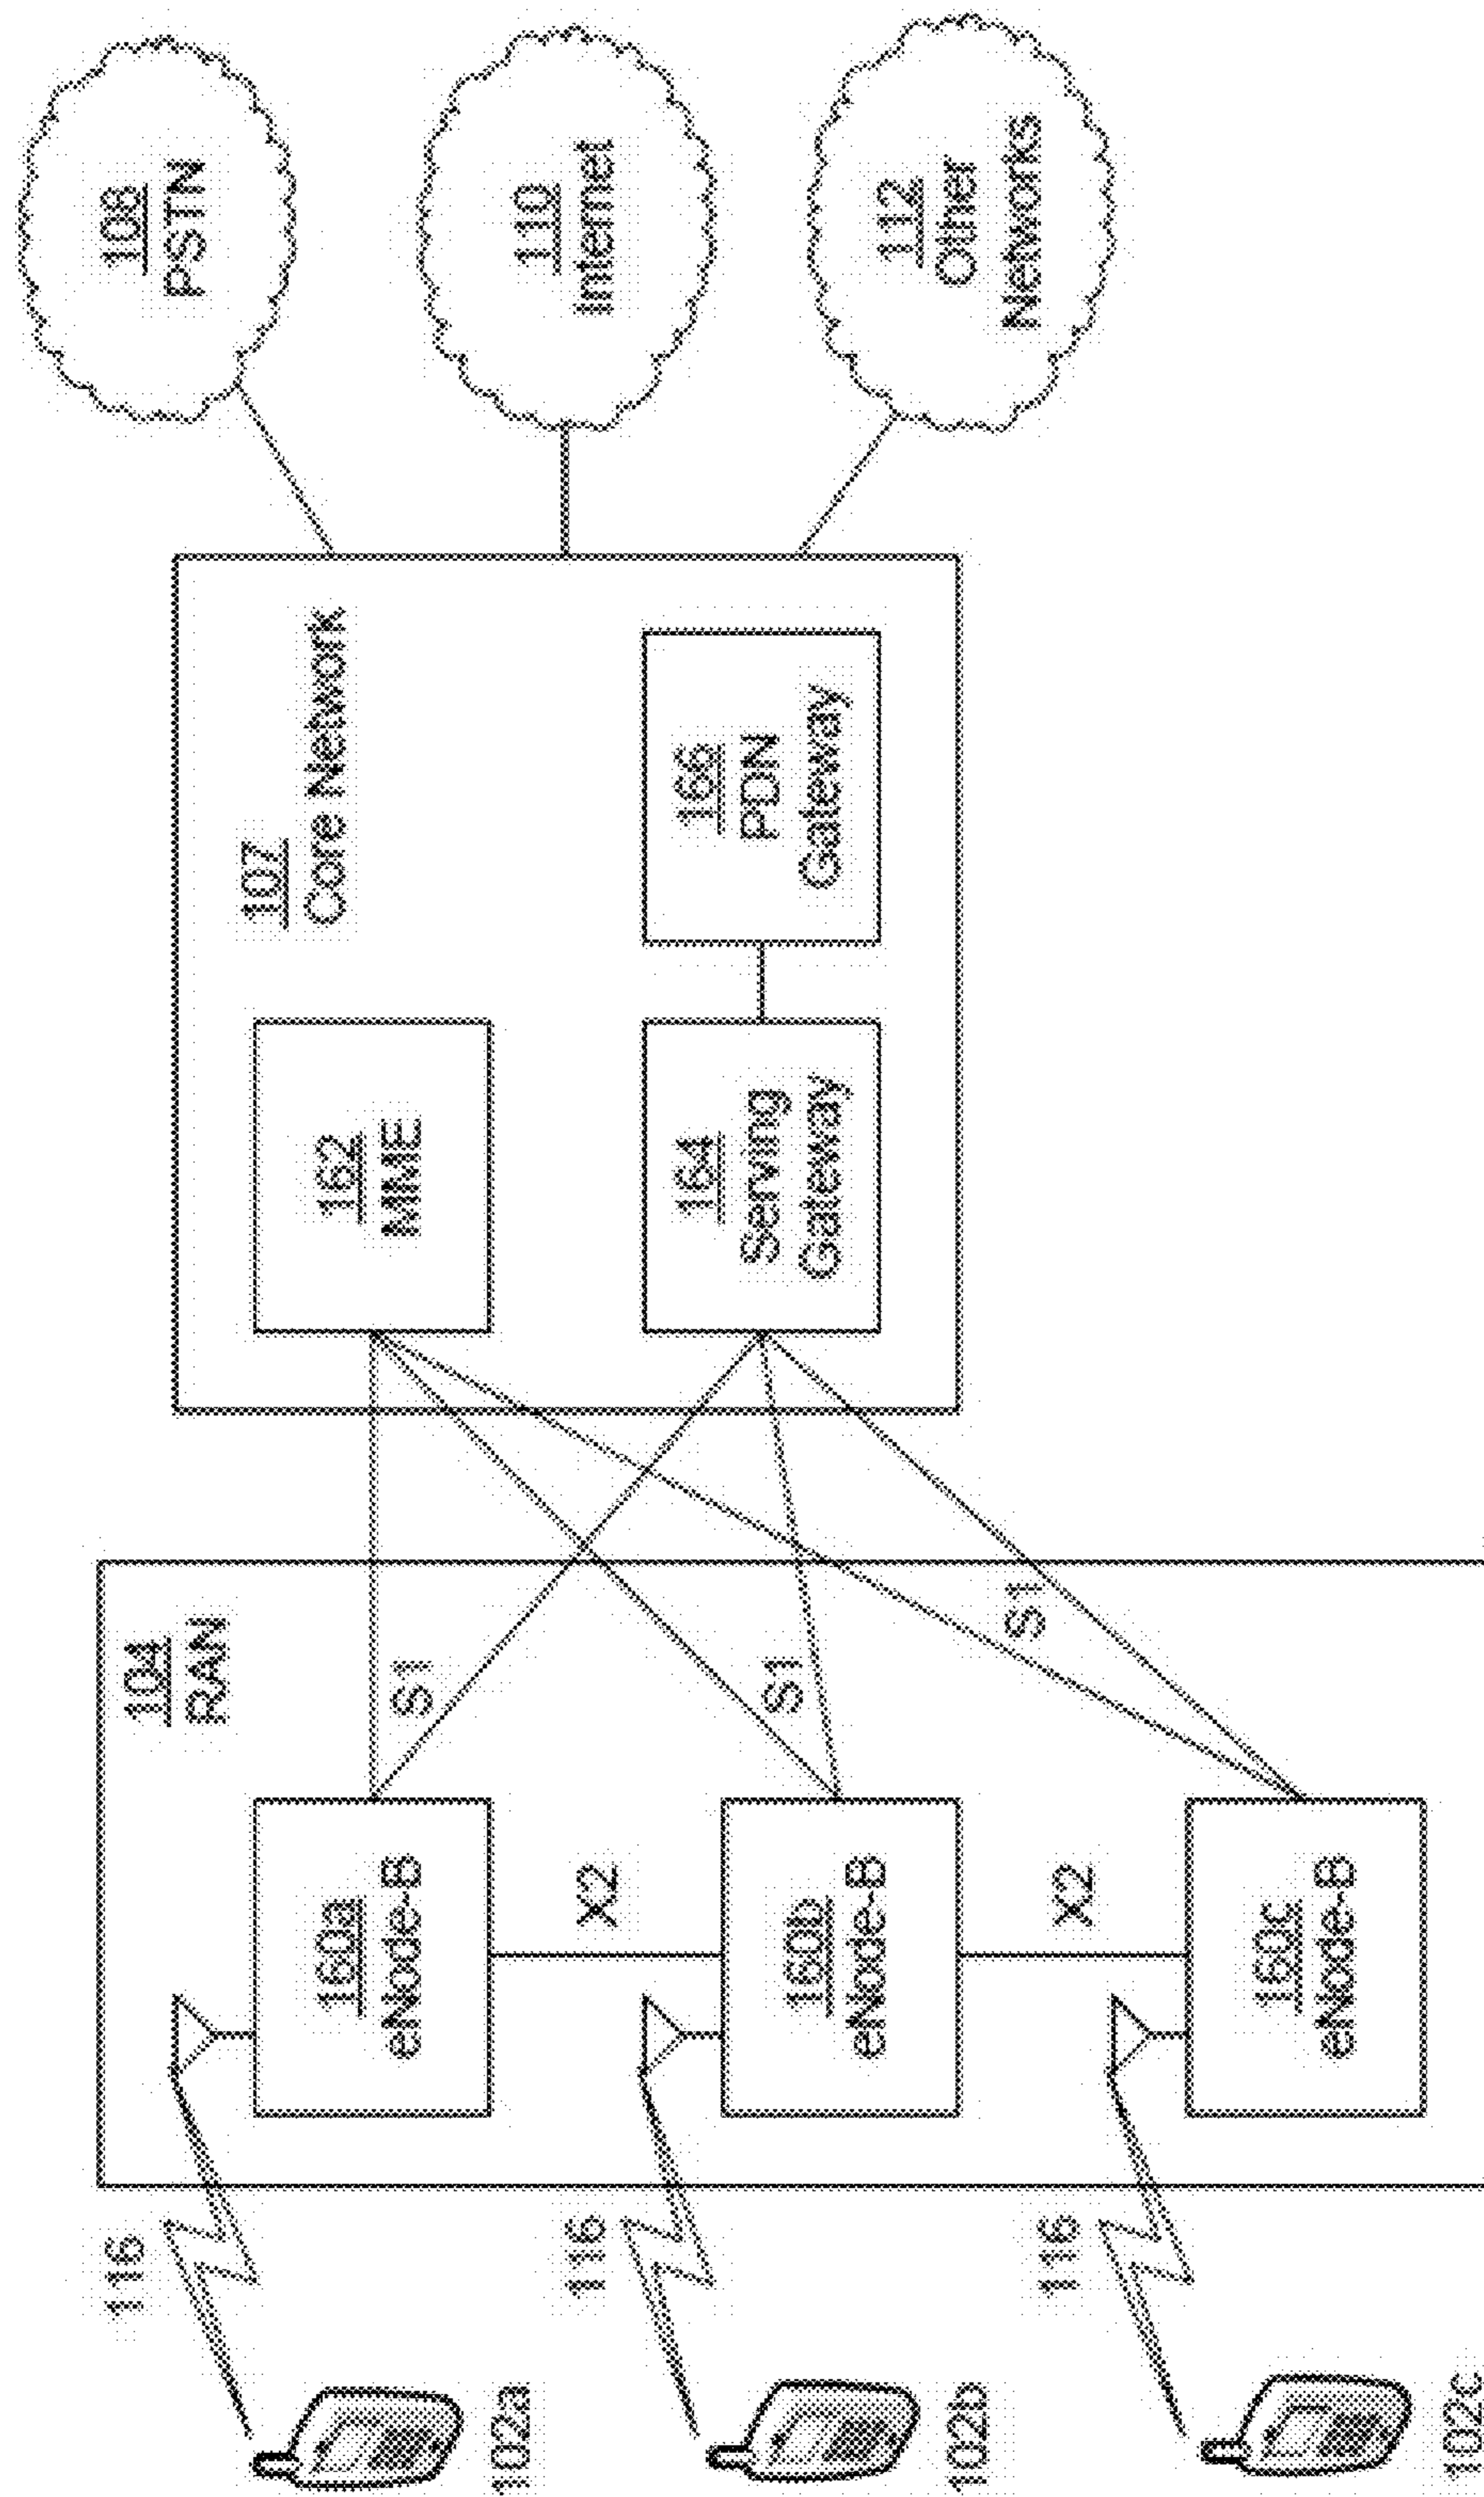 116
102a
116
102b
116
102c
104
RAN
160a
eNode-B
X2
160b
eNode-B
X2
160c
eNode-B
S1
S1
S1
107
Core Network
162
MME
164
Serving
Gateway
166
PDN
Gateway
108
PSTN
110
Internet
112
Other
Networks